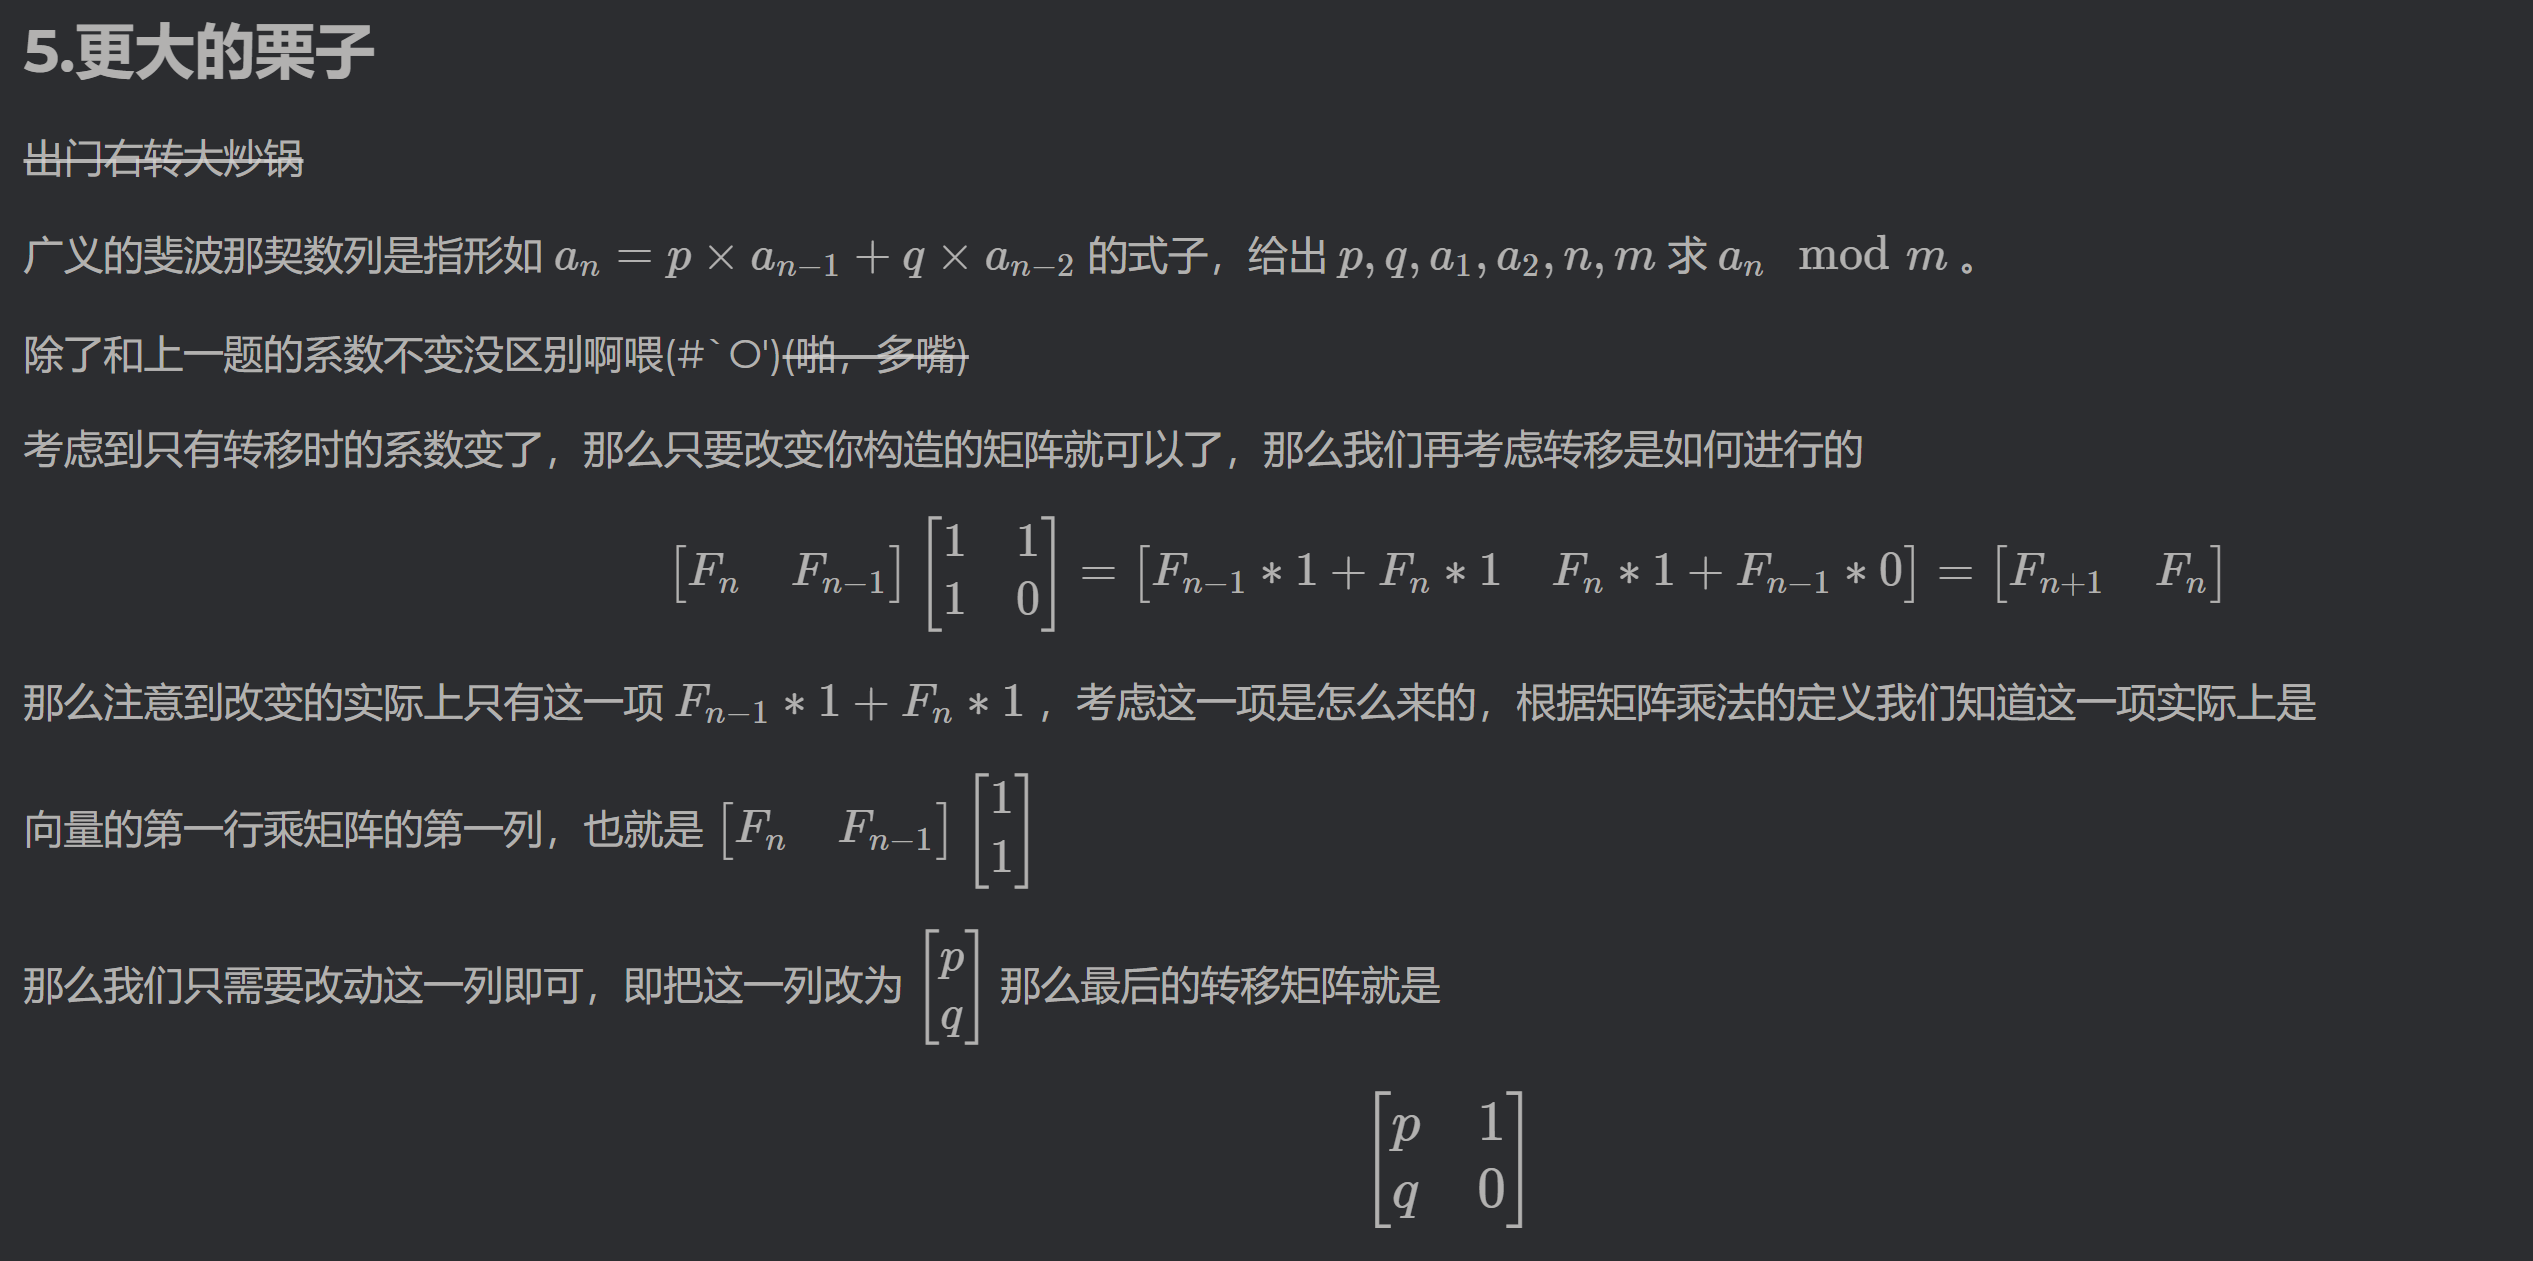 5.更大的栗子
出门右转大炒锅
广义的斐波那契数列是指形如 $a_n = p \times a_{n-1} + q \times a_{n-2}$ 的式子，给出 $p, q, a_1, a_2, n, m$ 求 $a_n \mod m$ 。
除了和上一题的系数不变没区别啊喂(#`O')(啪，多嘴)
考虑到只有转移时的系数变了，那么只要改变你构造的矩阵就可以了，那么我们再考虑转移是如何进行的
$\begin{bmatrix} F_n & F_{n-1} \end{bmatrix} \begin{bmatrix} 1 & 1 \\ 1 & 0 \end{bmatrix} = \begin{bmatrix} F_{n-1} * 1 + F_n * 1 & F_n * 1 + F_{n-1} * 0 \end{bmatrix} = \begin{bmatrix} F_{n+1} & F_n \end{bmatrix}$
那么注意到改变的实际上只有这一项 $F_{n-1} * 1 + F_n * 1$ ，考虑这一项是怎么来的，根据矩阵乘法的定义我们知道这一项实际上是
向量的第一行乘矩阵的第一列，也就是 $\begin{bmatrix} F_n & F_{n-1} \end{bmatrix} \begin{bmatrix} 1 \\ 1 \end{bmatrix}$
那么我们只需要改动这一列即可，即把这一列改为 $\begin{bmatrix} p \\ q \end{bmatrix}$ 那么最后的转移矩阵就是
$\begin{bmatrix} p & 1 \\ q & 0 \end{bmatrix}$